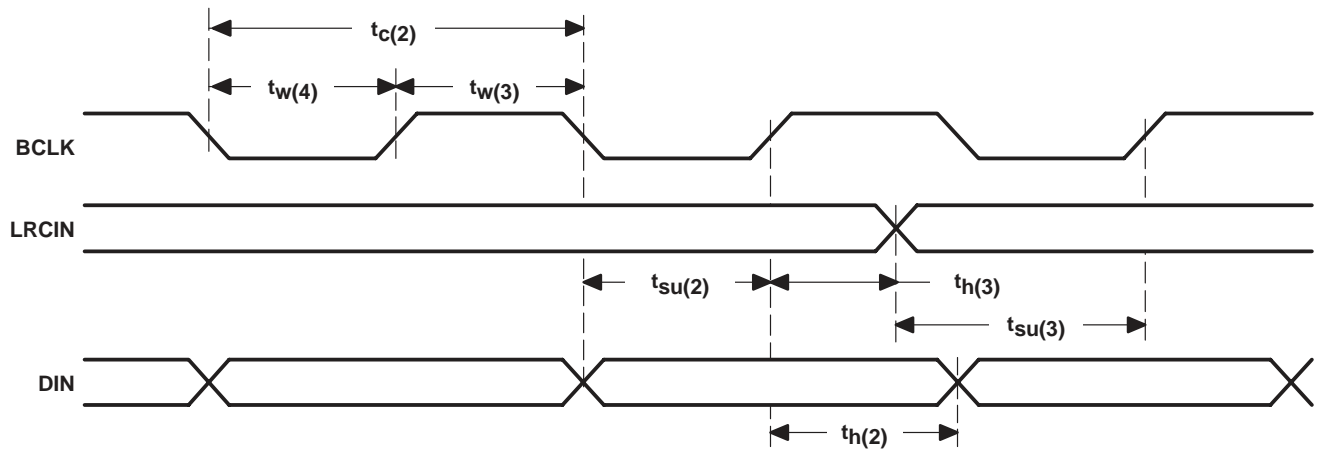 tc(2)
tw(4) tw(3)
BCLK
LRCIN
tsu(2) th(3)
tsu(3)
DIN
th(2)